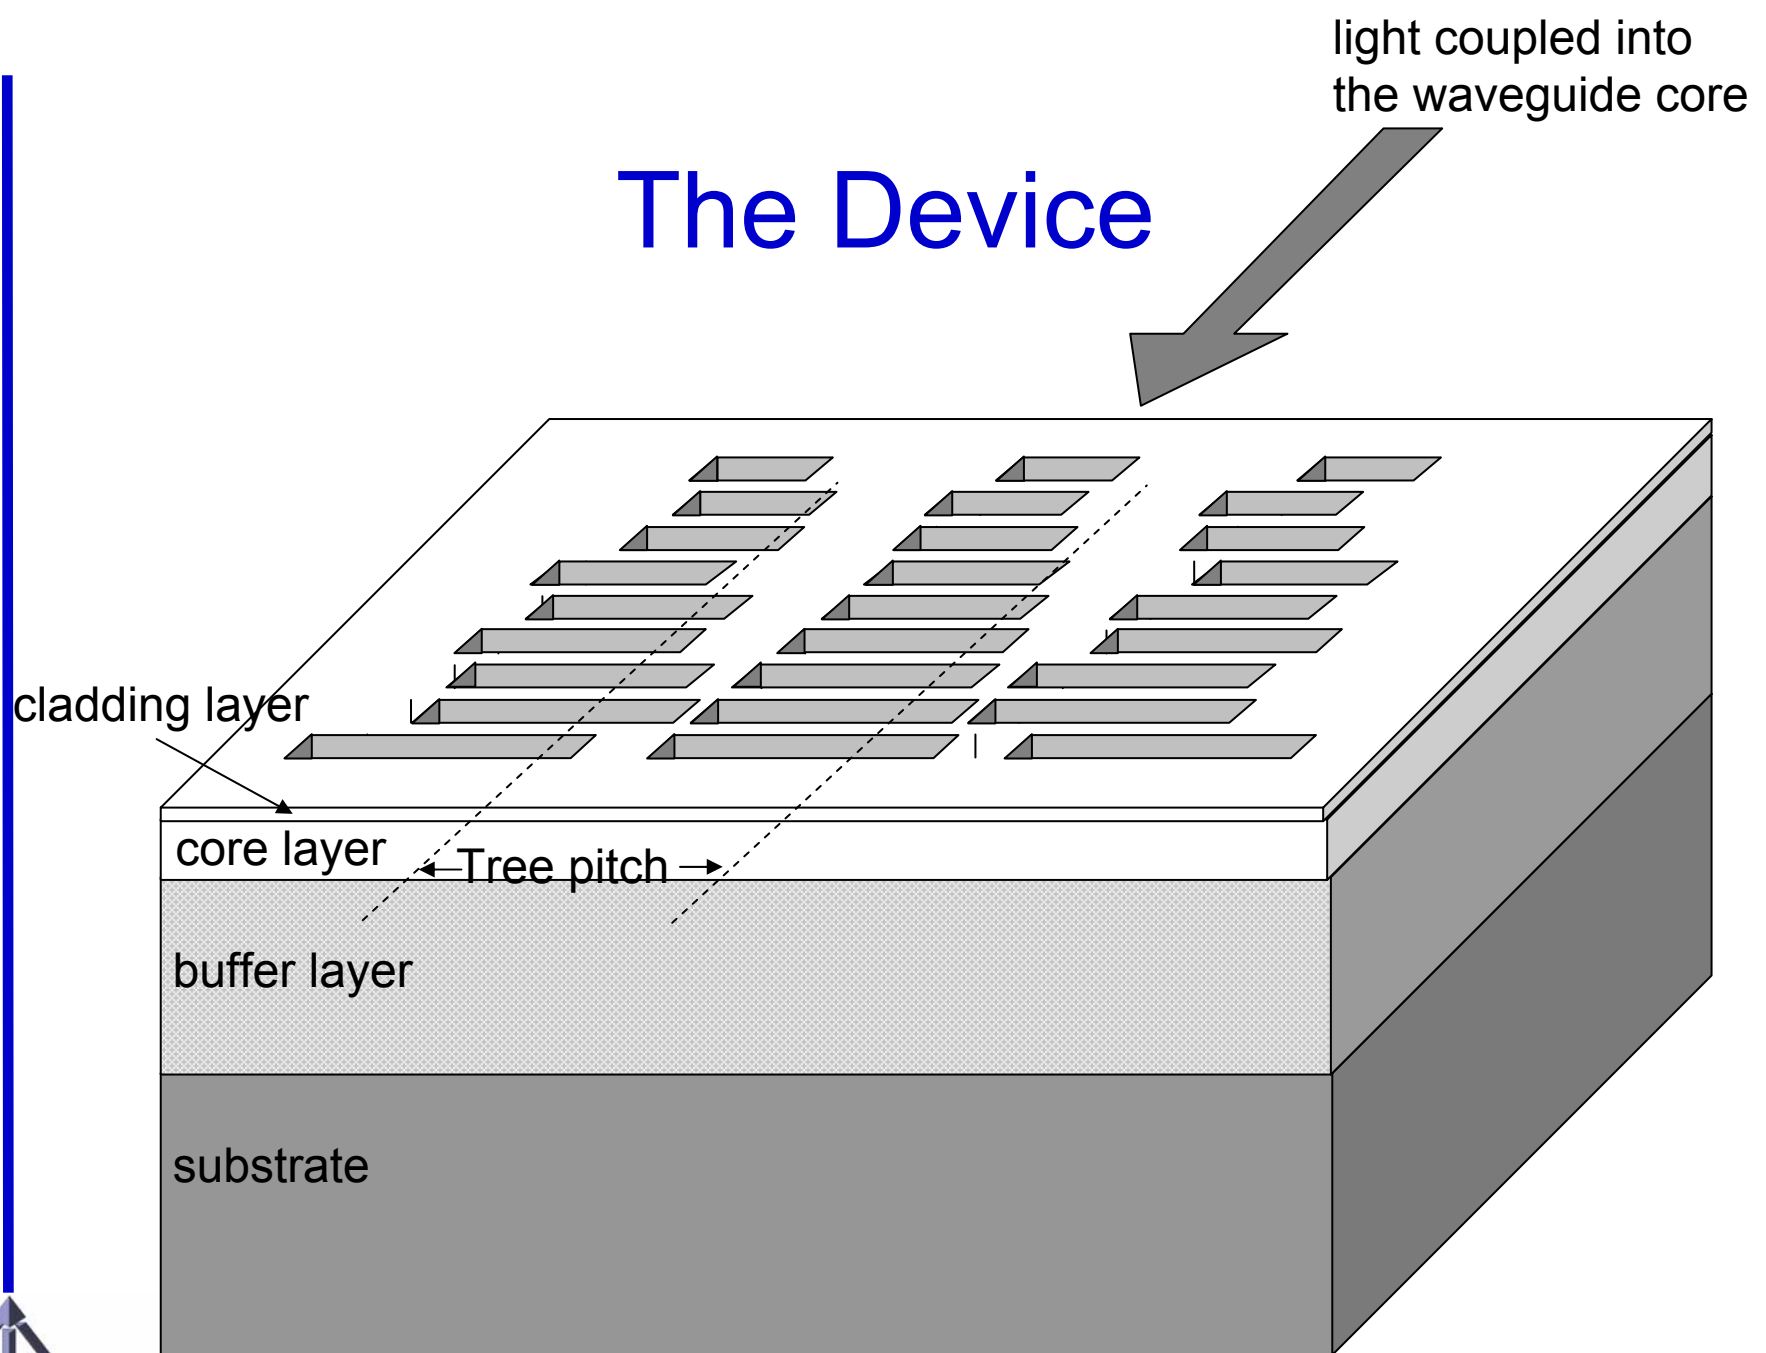 light coupled into
the waveguide core
The Device
cladding layer
core layer
Tree pitch
buffer layer
substrate